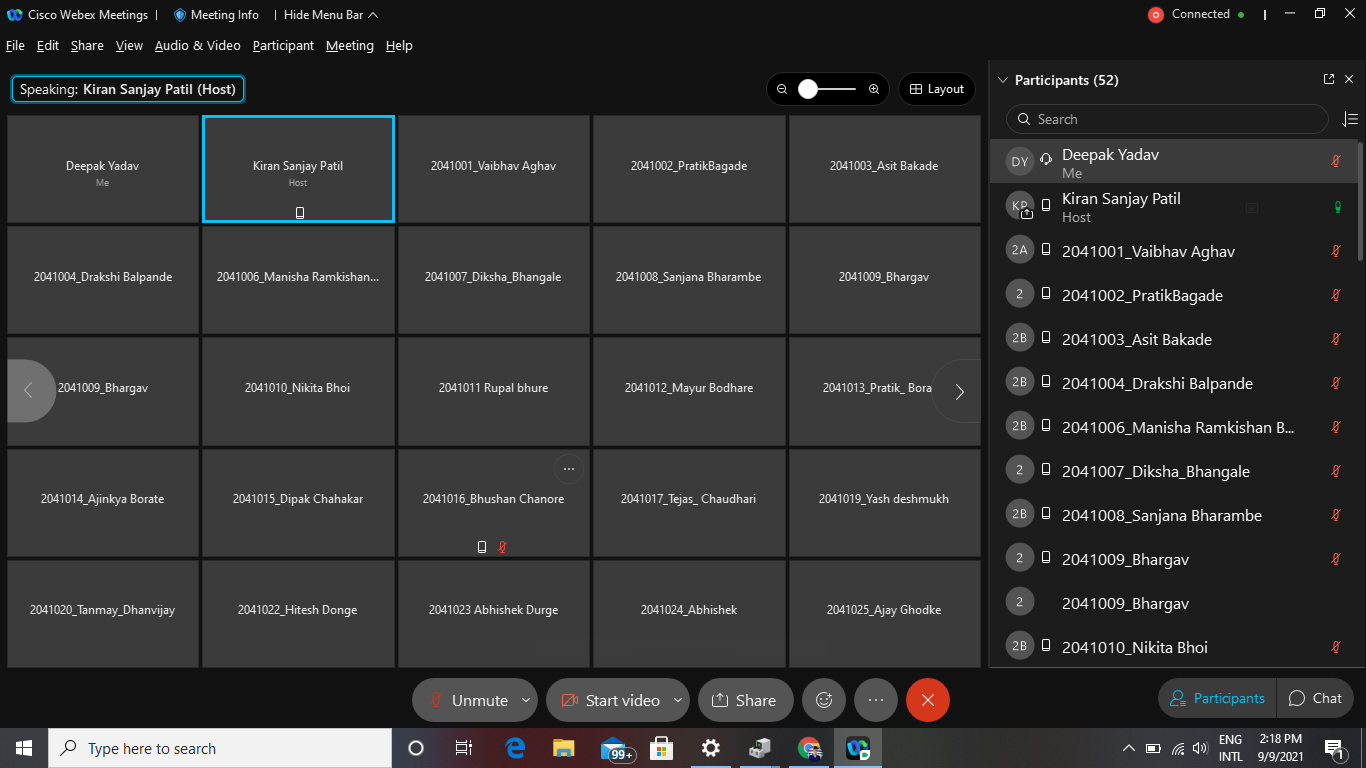 Cisco Webex Meetings | Meeting Info | Hide Menu Bar
Connected
File Edit Share View Audio & Video Participant Meeting Help
Speaking: Kiran Sanjay Patil (Host)
Layout
Deepak Yadav
Me
Kiran Sanjay Patil
Host
2041001_Vaibhav Aghav
2041002_PratikBagade
2041003_Asit Bakade
2041004_Drakshi Balpande
2041006_Manisha Ramkishan...
2041007_Diksha_Bhangale
2041008_Sanjana Bharambe
2041009_Bhargav
2041009_Bhargav
2041010_Nikita Bhoi
2041011 Rupal bhure
2041012_Mayur Bodhare
2041013_Pratik_ Bora
2041014_Ajinkya Borate
2041015_Dipak Chahakar
2041016_Bhushan Chanore
2041017_Tejas_ Chaudhari
2041019_Yash deshmukh
2041020_Tanmay_Dhanvijay
2041022_Hitesh Donge
2041023 Abhishek Durge
2041024_Abhishek
2041025_Ajay Ghodke
Participants (52)
Search
DY Deepak Yadav
Me
KP Kiran Sanjay Patil
Host
2A 2041001_Vaibhav Aghav
2 2041002_PratikBagade
2B 2041003_Asit Bakade
2B 2041004_Drakshi Balpande
2B 2041006_Manisha Ramkishan B...
2 2041007_Diksha_Bhangale
2B 2041008_Sanjana Bharambe
2 2041009_Bhargav
2 2041009_Bhargav
2B 2041010_Nikita Bhoi
Unmute
Start video
Share
Participants
Chat
Type here to search
99+
ENG
INTL
2:18 PM
9/9/2021
1